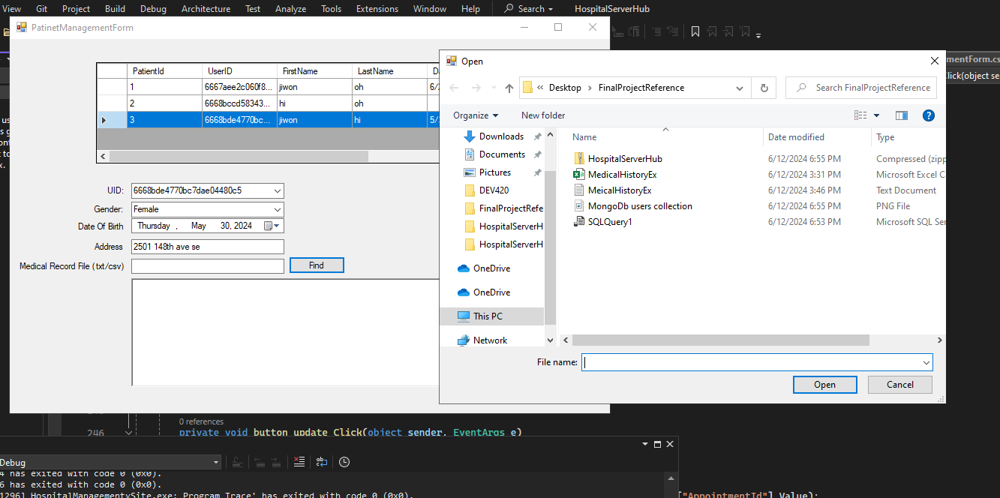 View Git Project Build Debug Architecture Test Analyze Tools Extensions Window Help Search HospitalServerHub
PatinetManagementForm
PatientId UserID FirstName LastName
1 6667aee2c060f8... jiwon oh 6/2
2 6668bccd58343... hi oh
3 6668bde4770bc... jiwon hi 5/
UID: 6668bde4770bc7dae04480c5
Gender: Female
Date Of Birth Thursday , May 30, 2024
Address 2501 148th ave se
Medical Record File (txt/csv) Find
Open
« Desktop › FinalProjectReference
Search FinalProjectReference
Organize New folder
Downloads
Documents
Pictures
DEV420
FinalProjectRefe
HospitalServerH
HospitalServerH
OneDrive
OneDrive
This PC
Network
Name Date modified Type
HospitalServerHub 6/12/2024 6:55 PM Compressed (zipp
MedicalHistoryEx 6/12/2024 3:31 PM Microsoft Excel C
MeicalHistoryEx 6/12/2024 3:46 PM Text Document
MongoDb users collection 6/12/2024 6:55 PM PNG File
SQLQuery1 6/12/2024 6:53 PM Microsoft SQL Ser
File name:
Open Cancel
mentForm.cs
Click(object se
0 references
246 private void button_update_Click(object sender, EventArgs e)
Debug
4 has exited with code 0 (0x0).
6 has exited with code 0 (0x0).
12961 HospitalManagementySite.exe: Program Trace' has exited with code 0 (0x0).
["AppointmentId"].Value);